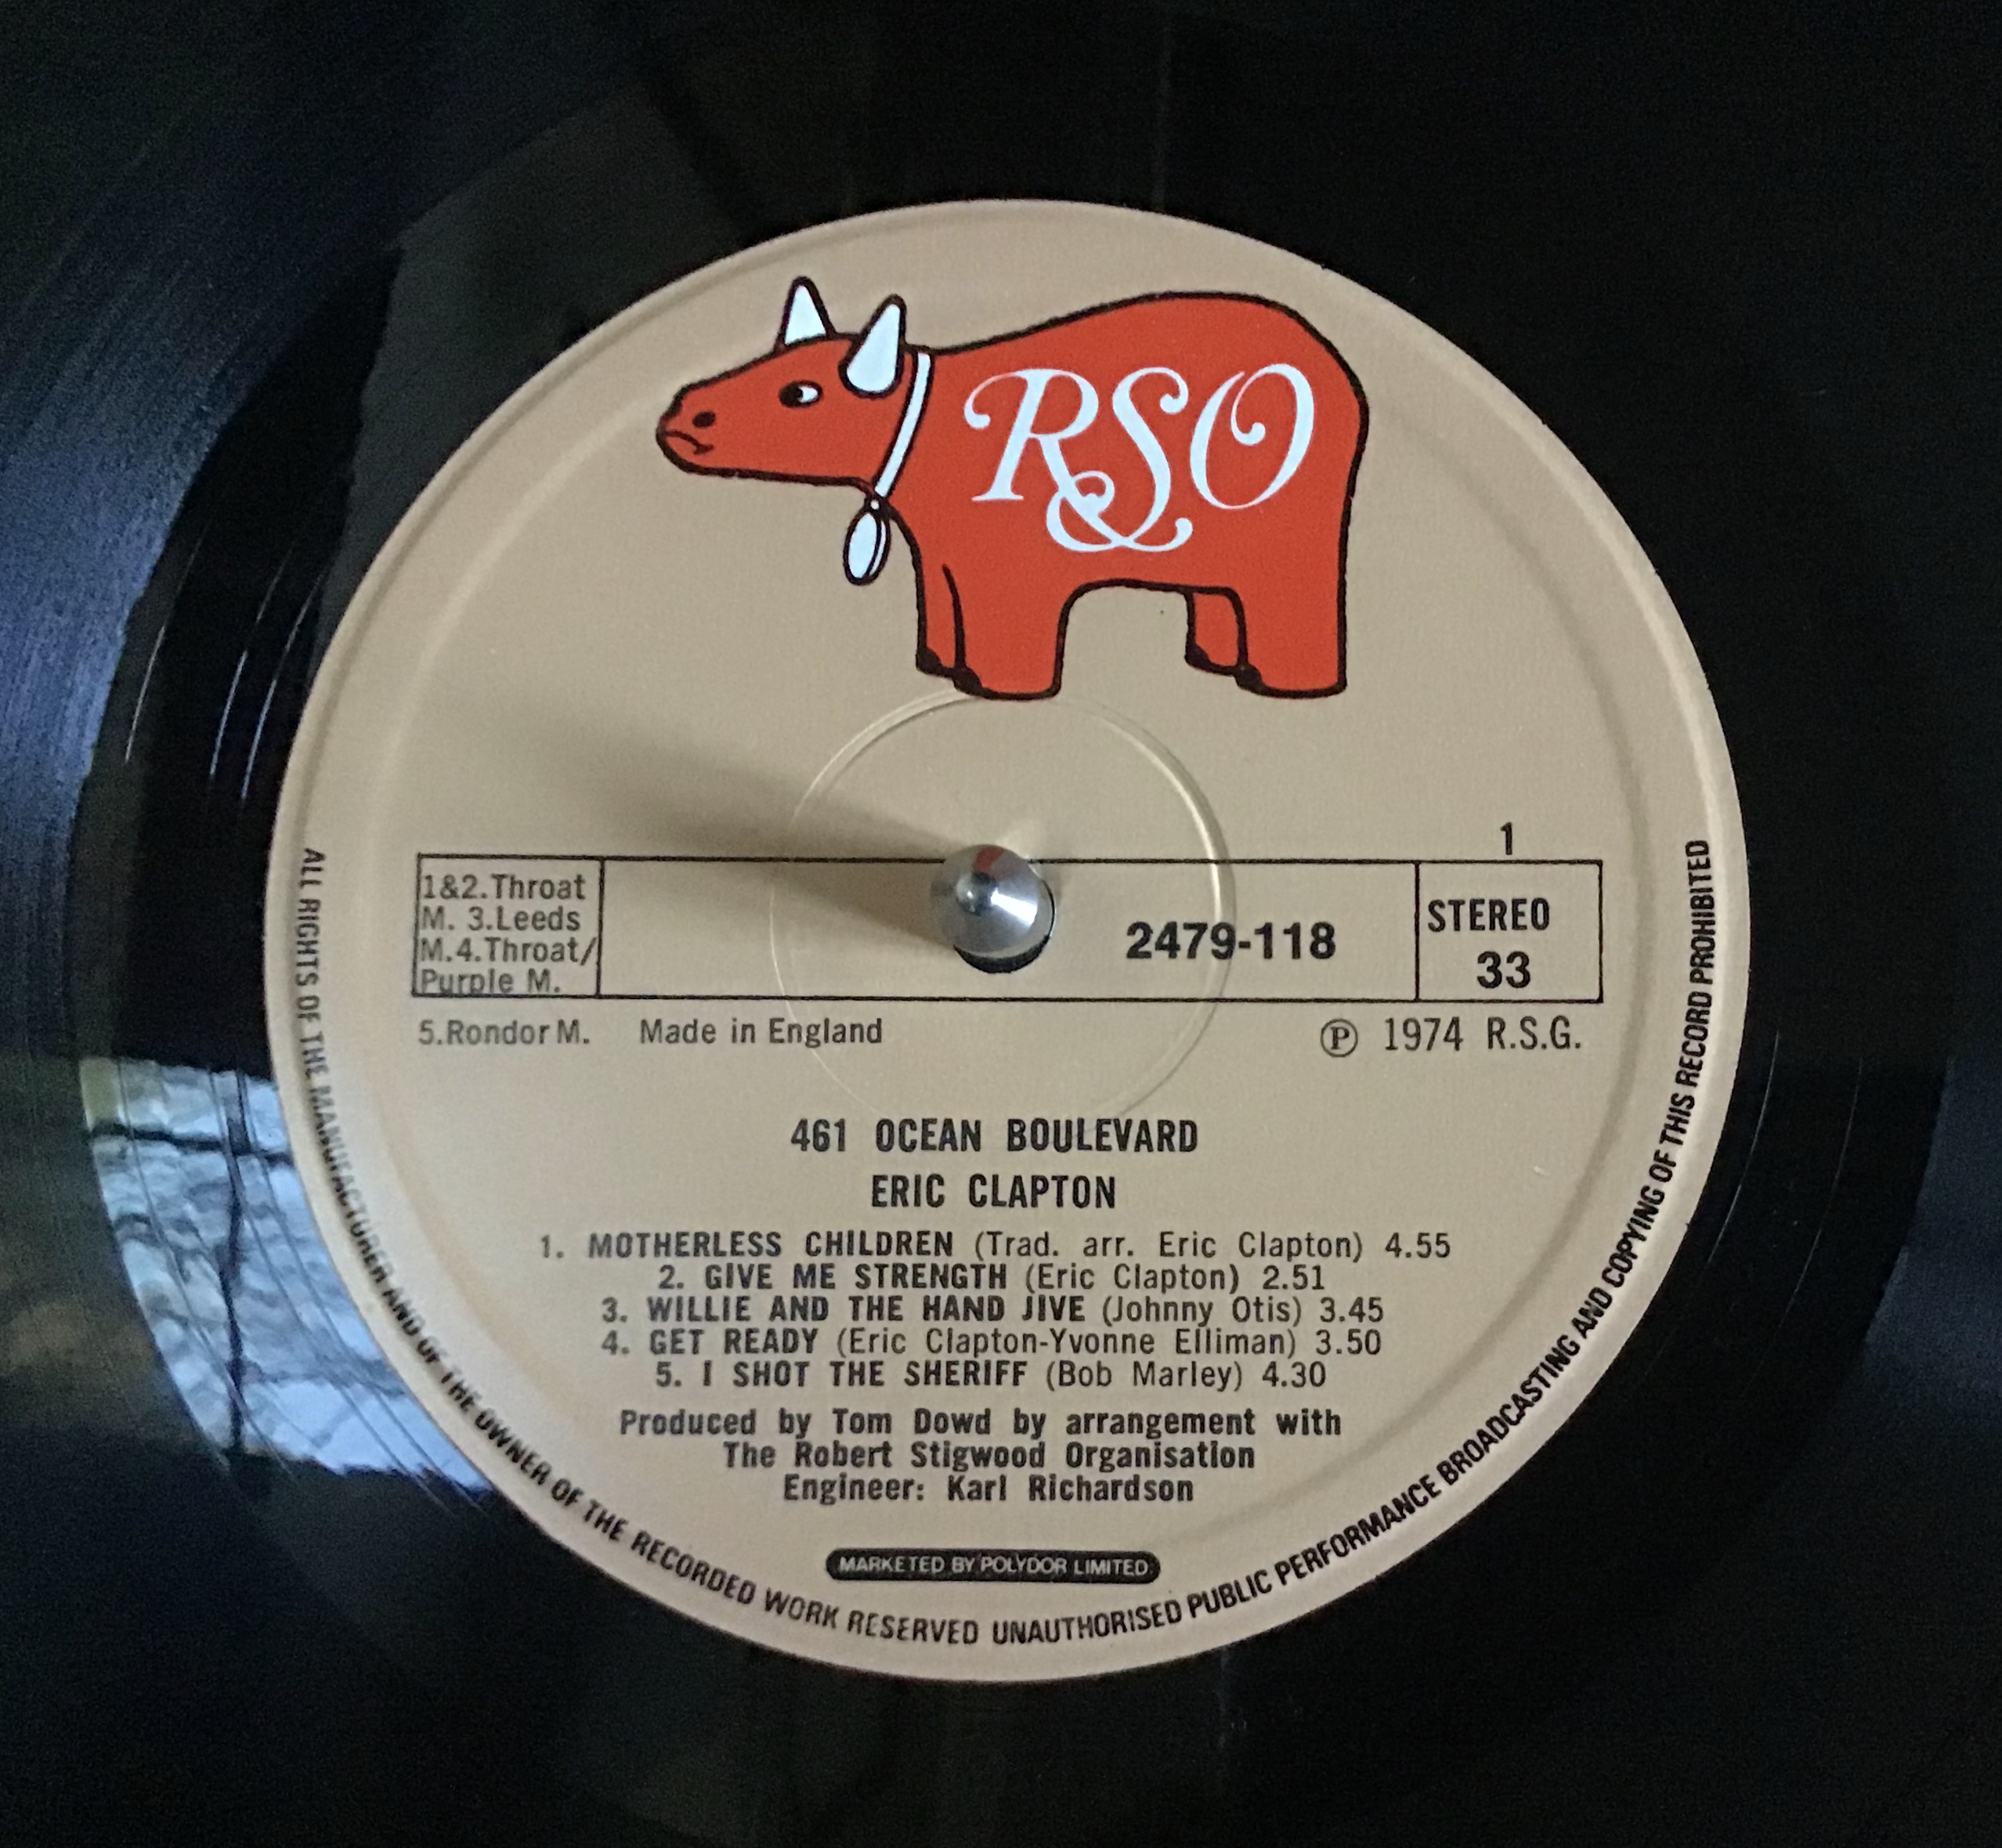 RSO
1
1&2.Throat
M. 3.Leeds
M.4.Throat/
Purple M.
2479-118
STEREO
33
5.Rondor M. Made in England
℗ 1974 R.S.G.
461 OCEAN BOULEVARD
ERIC CLAPTON
1. MOTHERLESS CHILDREN (Trad. arr. Eric Clapton) 4.55
2. GIVE ME STRENGTH (Eric Clapton) 2.51
3. WILLIE AND THE HAND JIVE (Johnny Otis) 3.45
4. GET READY (Eric Clapton-Yvonne Elliman) 3.50
5. I SHOT THE SHERIFF (Bob Marley) 4.30
Produced by Tom Dowd by arrangement with
The Robert Stigwood Organisation
Engineer: Karl Richardson
MARKETED BY POLYDOR LIMITED
ALL RIGHTS OF THE MANUFACTURER AND OF THE OWNER OF THE RECORDED WORK RESERVED UNAUTHORISED PUBLIC PERFORMANCE BROADCASTING AND COPYING OF THIS RECORD PROHIBITED